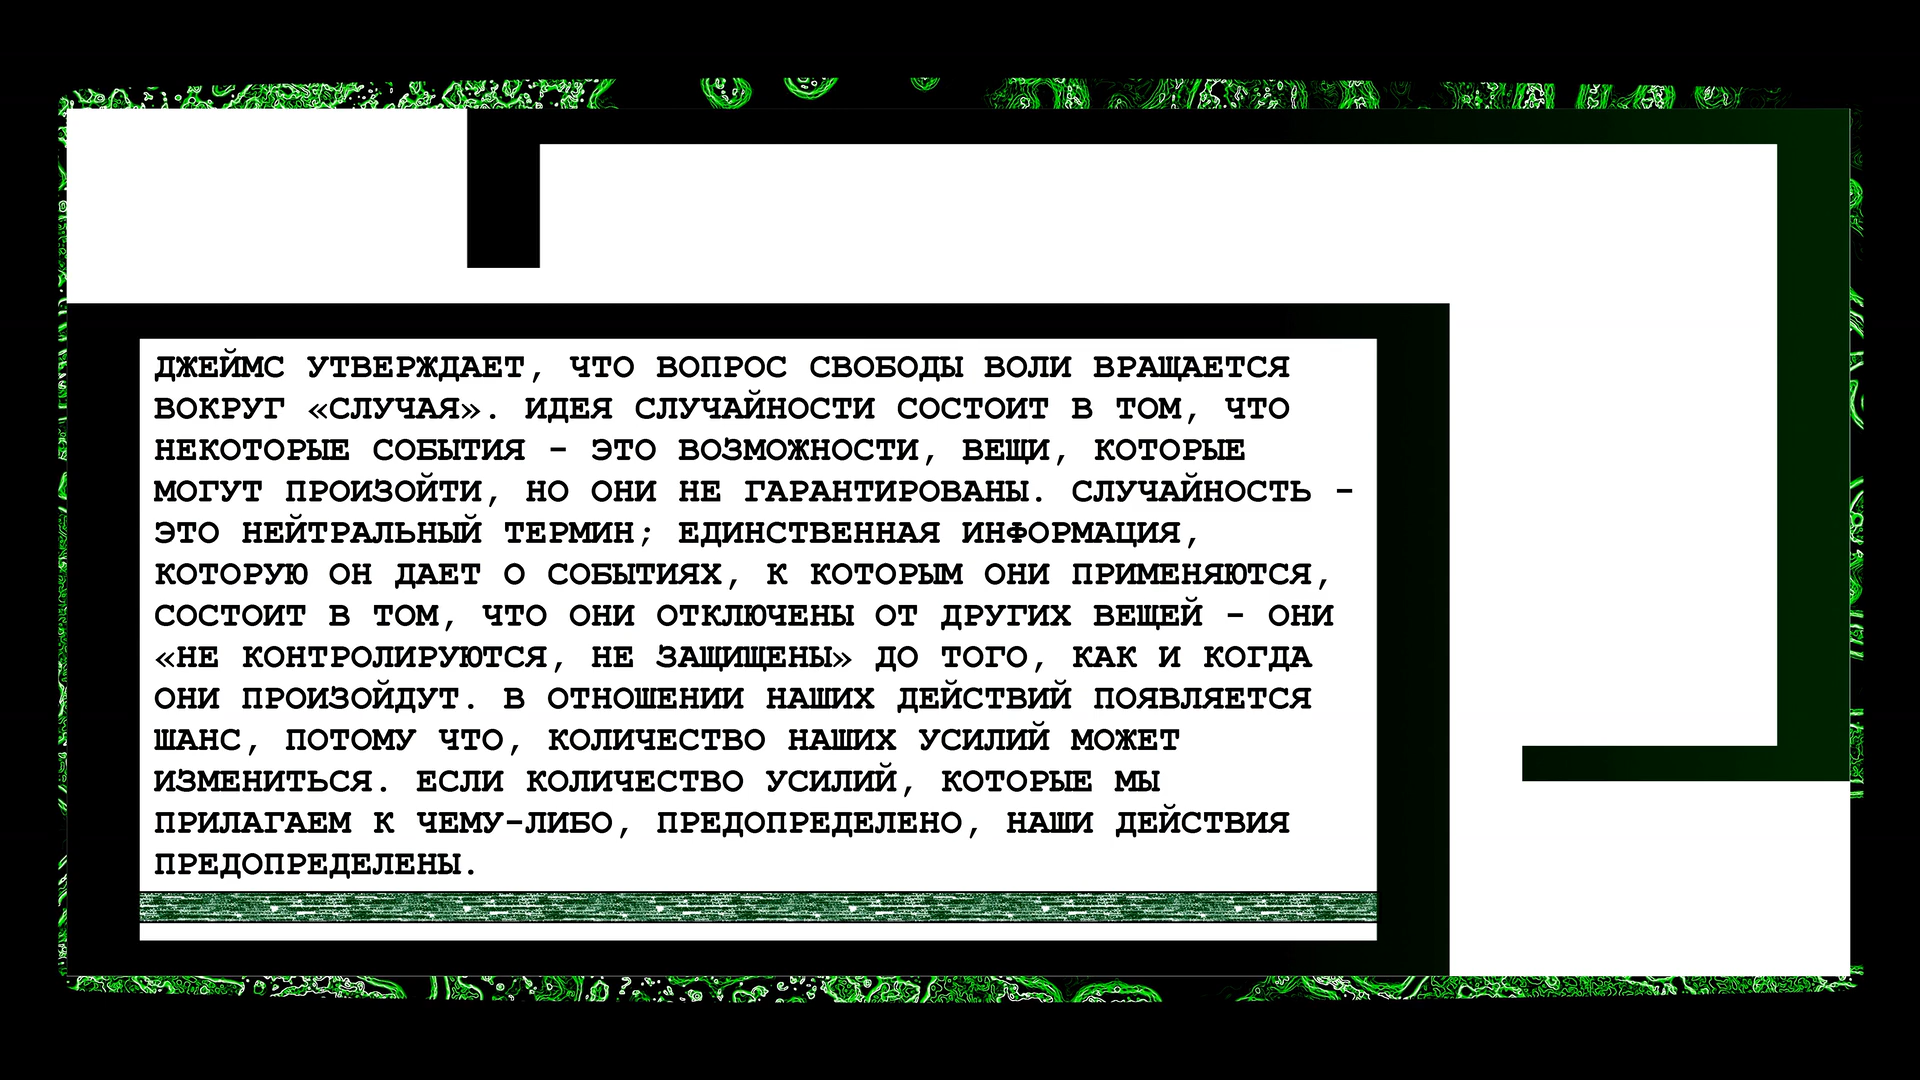 ДЖЕЙМС УТВЕРЖДАЕТ, ЧТО ВОПРОС СВОБОДЫ ВОЛИ ВРАЩАЕТСЯ
ВОКРУГ «СЛУЧАЯ». ИДЕЯ СЛУЧАЙНОСТИ СОСТОИТ В ТОМ, ЧТО
НЕКОТОРЫЕ СОБЫТИЯ - ЭТО ВОЗМОЖНОСТИ, ВЕЩИ, КОТОРЫЕ
МОГУТ ПРОИЗОЙТИ, НО ОНИ НЕ ГАРАНТИРОВАНЫ. СЛУЧАЙНОСТЬ -
ЭТО НЕЙТРАЛЬНЫЙ ТЕРМИН; ЕДИНСТВЕННАЯ ИНФОРМАЦИЯ,
КОТОРУЮ ОН ДАЕТ О СОБЫТИЯХ, К КОТОРЫМ ОНИ ПРИМЕНЯЮТСЯ,
СОСТОИТ В ТОМ, ЧТО ОНИ ОТКЛЮЧЕНЫ ОТ ДРУГИХ ВЕЩЕЙ - ОНИ
«НЕ КОНТРОЛИРУЮТСЯ, НЕ ЗАЩИЩЕНЫ» ДО ТОГО, КАК И КОГДА
ОНИ ПРОИЗОЙДУТ. В ОТНОШЕНИИ НАШИХ ДЕЙСТВИЙ ПОЯВЛЯЕТСЯ
ШАНС, ПОТОМУ ЧТО, КОЛИЧЕСТВО НАШИХ УСИЛИЙ МОЖЕТ
ИЗМЕНИТЬСЯ. ЕСЛИ КОЛИЧЕСТВО УСИЛИЙ, КОТОРЫЕ МЫ
ПРИЛАГАЕМ К ЧЕМУ-ЛИБО, ПРЕДОПРЕДЕЛЕНО, НАШИ ДЕЙСТВИЯ
ПРЕДОПРЕДЕЛЕНЫ.